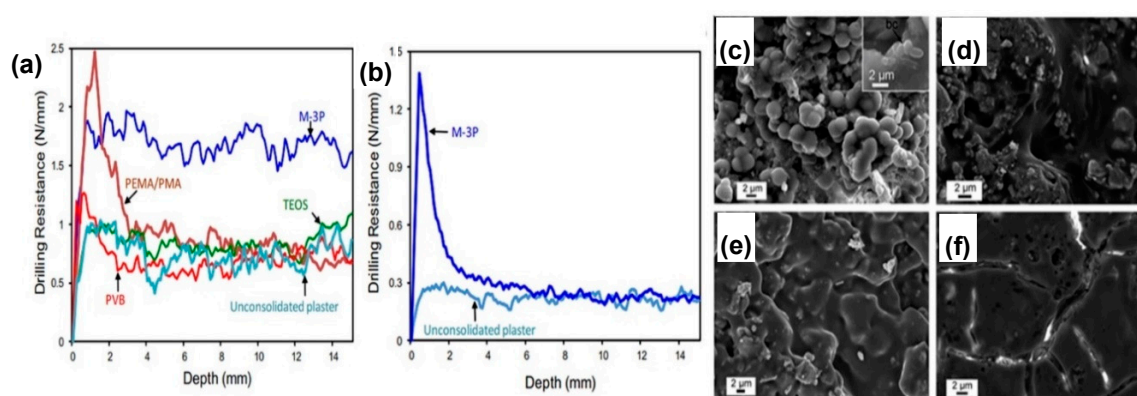 (a)
2.5
2
1.5
1
0.5
0
Drilling Resistance (N/mm)
M-3P
PEMA/PMA
TEOS
PVB
Unconsolidated plaster
0 2 4 6 8 10 12 14
Depth (mm)
(b)
1.5
1.2
0.9
0.6
0.3
0
Drilling Resistance (N/mm)
M-3P
Unconsolidated plaster
0 2 4 6 8 10 12 14
Depth (mm)
(c)
bc
2 µm
2 µm
(d)
2 µm
(e)
2 µm
(f)
2 µm